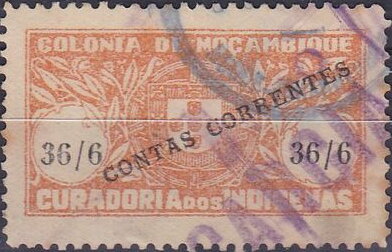 COLONIA DE MOÇAMBIQUE
CONTAS CORRENTES
36/6 36/6
CURADORIA DOS INDIGENAS